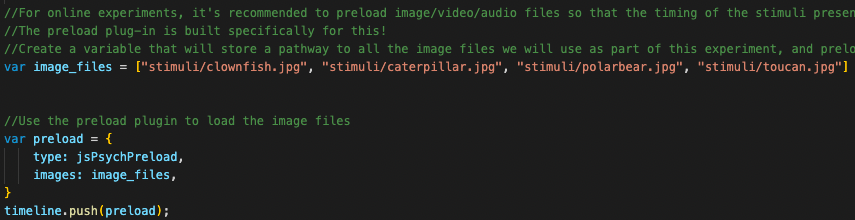 //For online experiments, it's recommended to preload image/video/audio files so that the timing of the stimuli
//The preload plug-in is built specifically for this!
//Create a variable that will store a pathway to all the image files we will use as part of this experiment, and
var image_files = ["stimuli/clownfish.jpg", "stimuli/caterpillar.jpg", "stimuli/polarbear.jpg", "stimuli/toucan.jpg"]
//Use the preload plugin to load the image files
var preload = {
type: jsPsychPreload,
images: image_files,
}
timeline.push(preload);